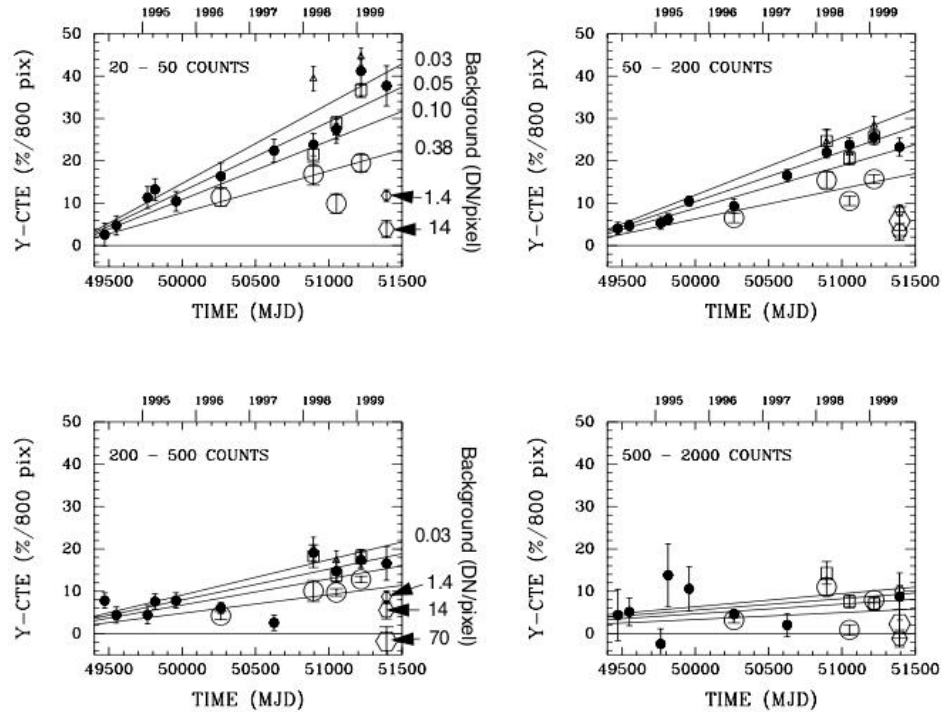 1995 1996 1997 1998 1999
50
40
30
20
10
0
20 - 50 COUNTS
Y-CTE (%/800 pix)
49500 50000 50500 51000 51500
TIME (MJD)
0.03
0.05
0.10
0.38
1.4
14
Background (DN/pixel)
1995 1996 1997 1998 1999
50
40
30
20
10
0
50 - 200 COUNTS
Y-CTE (%/800 pix)
49500 50000 50500 51000 51500
TIME (MJD)
1995 1996 1997 1998 1999
50
40
30
20
10
0
200 - 500 COUNTS
Y-CTE (%/800 pix)
49500 50000 50500 51000 51500
TIME (MJD)
0.03
1.4
14
70
Background (DN/pixel)
1995 1996 1997 1998 1999
50
40
30
20
10
0
500 - 2000 COUNTS
Y-CTE (%/800 pix)
49500 50000 50500 51000 51500
TIME (MJD)